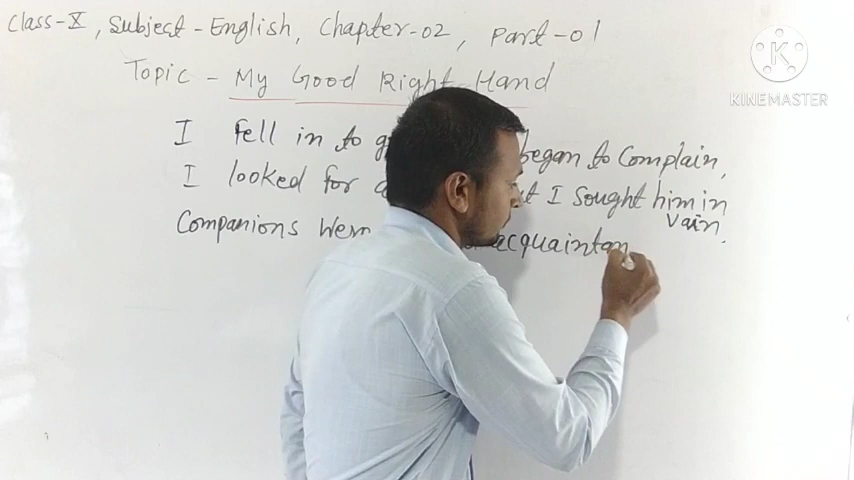 Class-X, Subject-English, Chapter-02, Part-01
Topic - My Good Right Hand
I fell in to began to Complain,
I looked for a I Sought him in
Vain.
Companions acquaintan
KINEMASTER